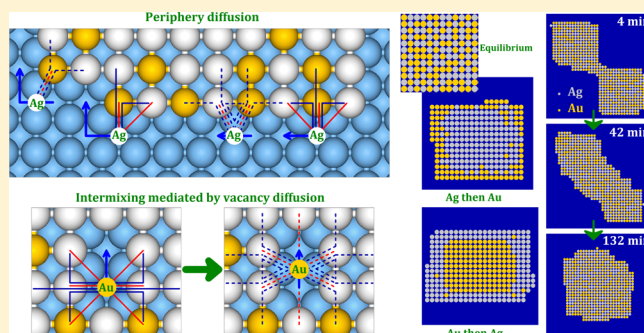 Periphery diffusion
Ag
Ag
Ag
Ag
Intermixing mediated by vacancy diffusion
Au
Au
Equilibrium
Ag then Au
Au then Ag
4 min
Ag
Au
42 min
132 min